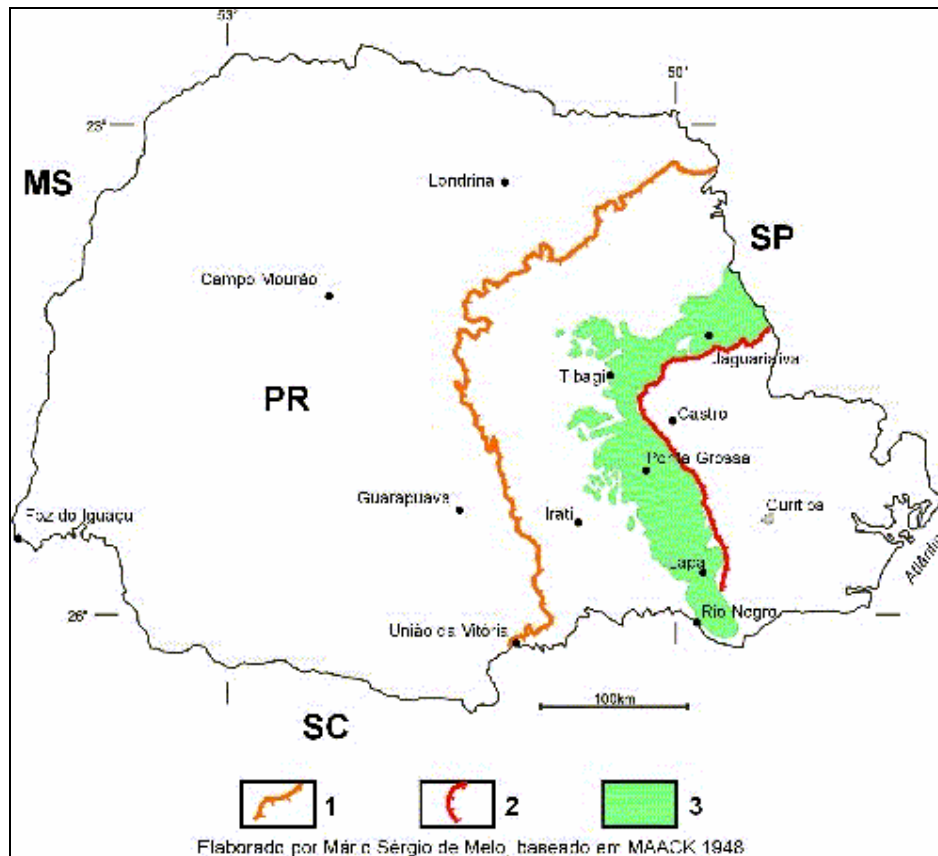 53°
50°
23°
Londrina
MS
SP
Campo Mourão
Jaguariaíva
Tibagi
PR
Castro
Ponta Grossa
Guarapuava
Irati
Curitiba
Foz do Iguaçu
Atlântico
Lapa
26°
Rio Negro
União da Vitória
100km
SC
1
2
3
Elaborado por Mário Sérgio de Melo, baseado em MAACK 1948